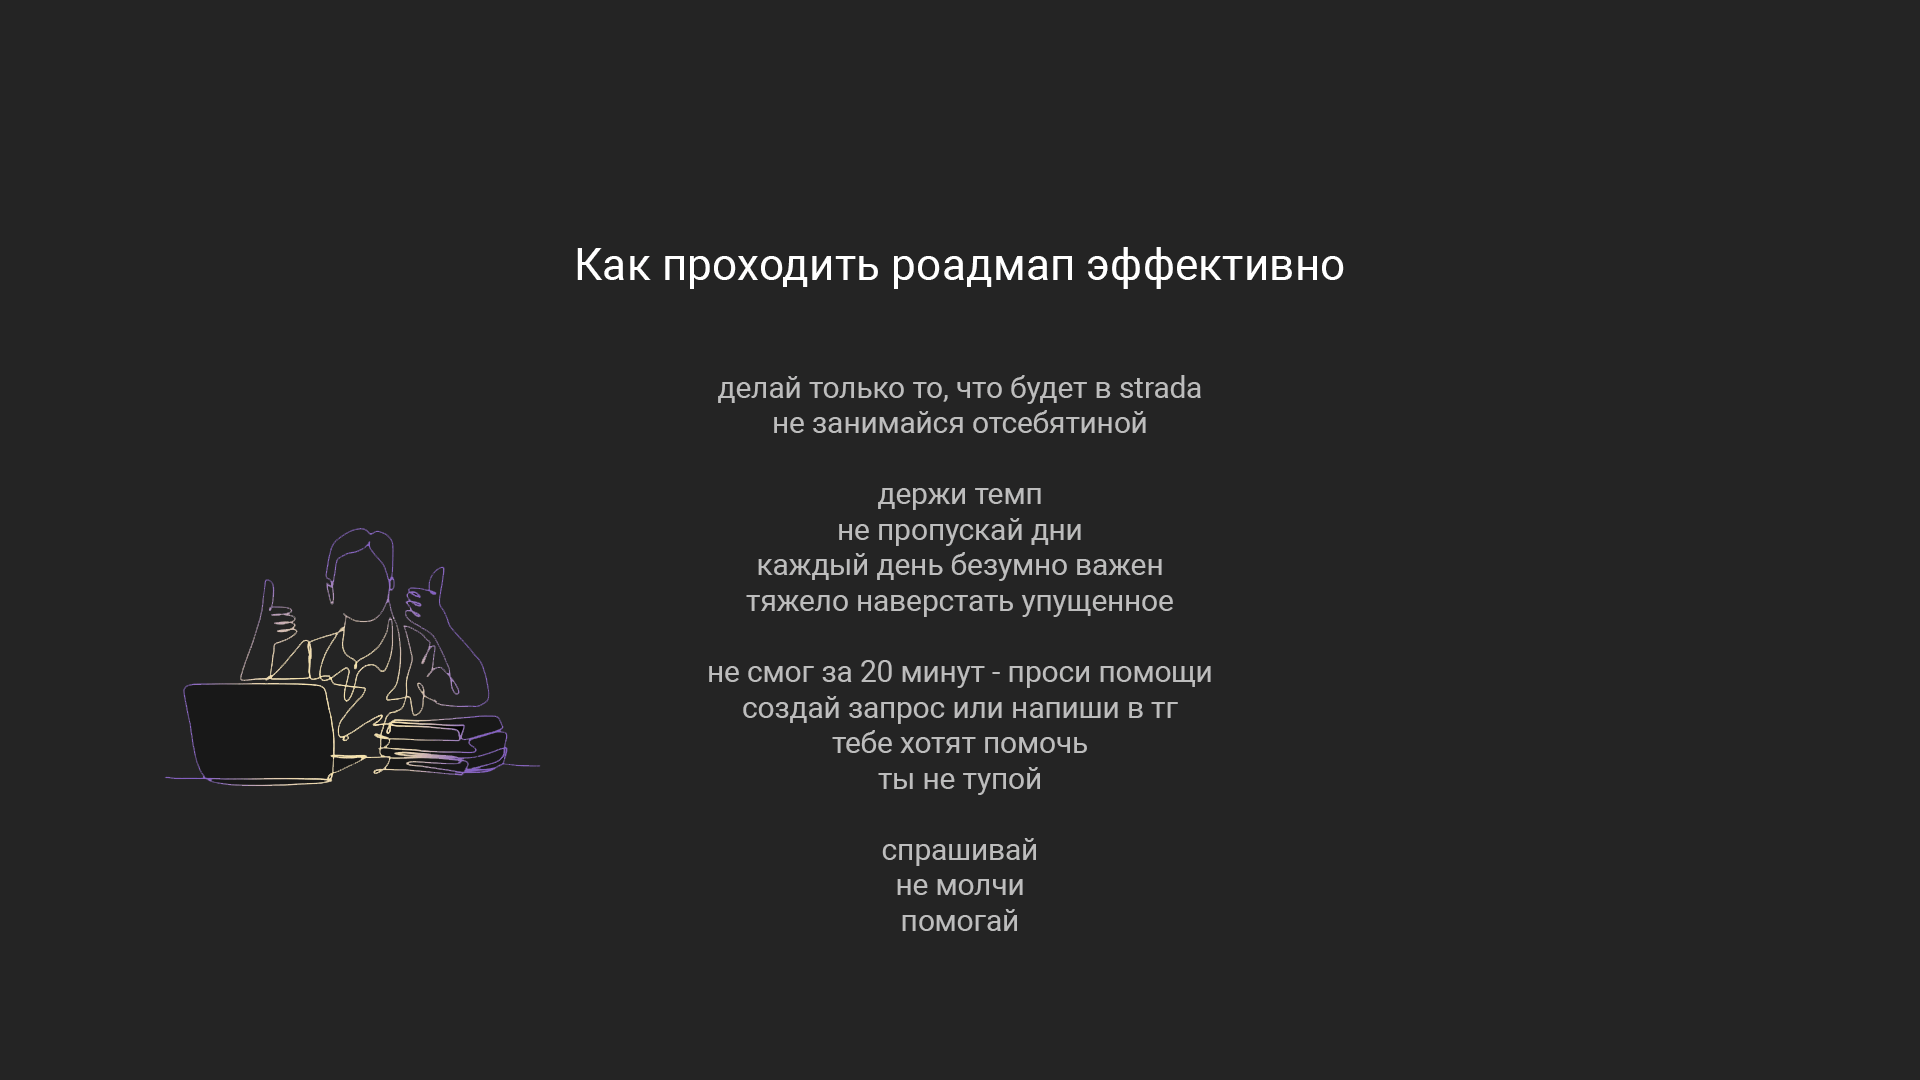 Как проходить роадмап эффективно
делай только то, что будет в strada
не занимайся отсебятиной
держи темп
не пропускай дни
каждый день безумно важен
тяжело наверстать упущенное
не смог за 20 минут - проси помощи
создай запрос или напиши в тг
тебе хотят помочь
ты не тупой
спрашивай
не молчи
помогай